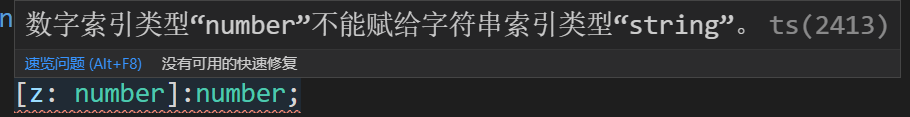 n
数字索引类型“number”不能赋给字符串索引类型“string”。 ts(2413)
速览问题 (Alt+F8) 没有可用的快速修复
[z: number]:number;